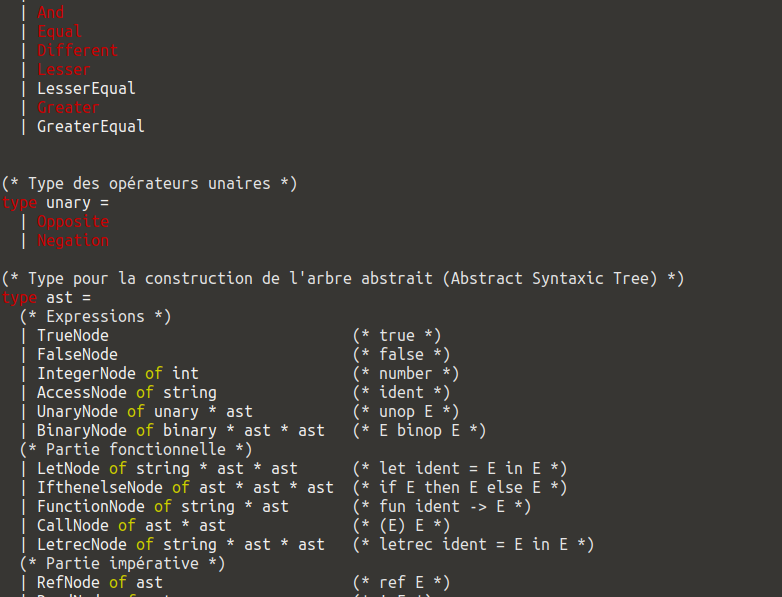 | And
| Equal
| Different
| Lesser
| LesserEqual
| Greater
| GreaterEqual
(* Type des opérateurs unaires *)
type unary =
| Opposite
| Negation
(* Type pour la construction de l'arbre abstrait (Abstract Syntaxic Tree) *)
type ast =
(* Expressions *)
| TrueNode (* true *)
| FalseNode (* false *)
| IntegerNode of int (* number *)
| AccessNode of string (* ident *)
| UnaryNode of unary * ast (* unop E *)
| BinaryNode of binary * ast * ast (* E binop E *)
(* Partie fonctionnelle *)
| LetNode of string * ast * ast (* let ident = E in E *)
| IfthenelseNode of ast * ast * ast (* if E then E else E *)
| FunctionNode of string * ast (* fun ident -> E *)
| CallNode of ast * ast (* (E) E *)
| LetrecNode of string * ast * ast (* letrec ident = E in E *)
(* Partie impérative *)
| RefNode of ast (* ref E *)